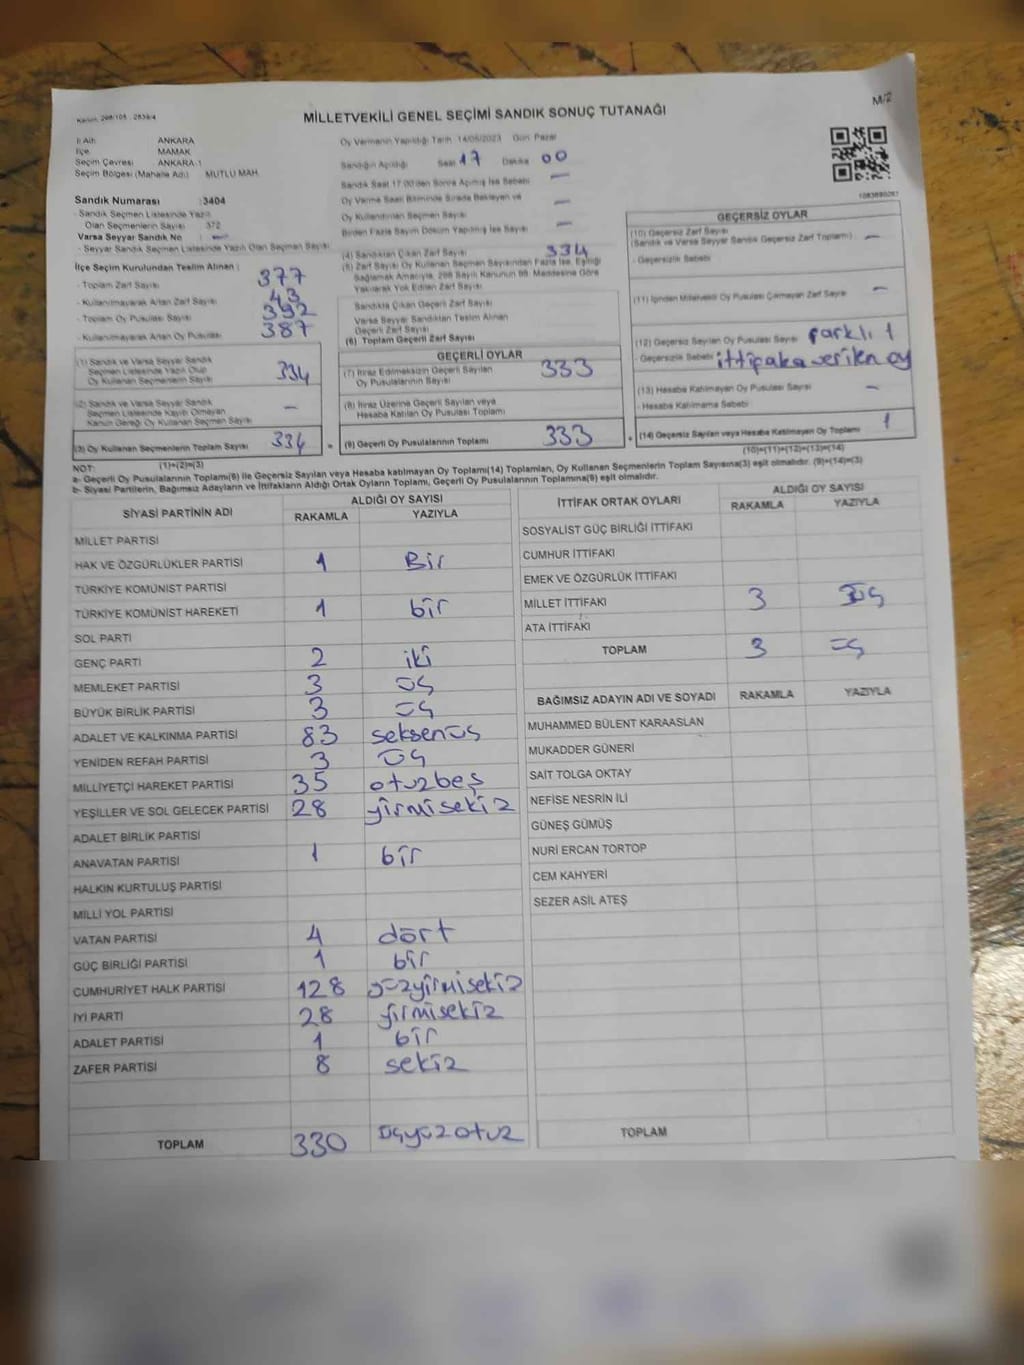 M/2
MİLLETVEKİLİ GENEL SEÇİMİ SANDIK SONUÇ TUTANAĞI
İl Adı: ANKARA
İlçe: MAMAK
Seçim Çevresi ANKARA-1
Seçim Bölgesi (Mahalle Adı) MUTLU MAH.
Sandık Numarası : 3404
- Sandık Seçmen Listesinde Yazılı
Olan Seçmenlerin Sayısı 372
Varsa Seyyar Sandık No : —
- Seyyar Sandık Seçmen Listesinde Yazılı Olan Seçmen Sayısı
İlçe Seçim Kurulundan Teslim Alınan :
- Toplam Zarf Sayısı 377
- Kullanılmayarak Artan Zarf Sayısı 43
- Toplam Oy Pusulası Sayısı 392
- Kullanılmayarak Artan Oy Pusulası 387
(1) Sandık ve Varsa Seyyar Sandık
Seçmen Listesinde Yazılı Olup
Oy Kullanan Seçmenlerin Sayısı 334
(2) Sandık ve Varsa Seyyar Sandık
Seçmen Listesinde Kayıtlı Olmayan
Kanun Gereği Oy Kullanan Seçmen Sayısı —
(3) Oy Kullanan Seçmenlerin Toplam Sayısı 334 =
Oy Vermenin Yapıldığı Tarih 14/05/2023 Gün Pazar
Sandığın Açıldığı Saat 17 Dakika 00
Sandık Saat 17.00'den Sonra Açılmış İse Sebebi —
Oy Verme Saati Bitiminde Sırada Bekleyen ve
Oy Kullandırılan Seçmen Sayısı —
Birden Fazla Sayım Döküm Yapılmış İse Sayısı —
(4) Sandıktan Çıkan Zarf Sayısı 334
(5) Zarf Sayısı Oy Kullanan Seçmen Sayısından Fazla İse, Eşitliği
Sağlamak Amacıyla, 298 Sayılı Kanunun 98. Maddesine Göre
Yakılarak Yok Edilen Zarf Sayısı
Sandıkta Çıkan Geçerli Zarf Sayısı
Varsa Seyyar Sandıktan Teslim Alınan
Geçerli Zarf Sayısı
(6) Toplam Geçerli Zarf Sayısı
GEÇERLİ OYLAR
(7) İtiraz Edilmeksizin Geçerli Sayılan
Oy Pusulalarının Sayısı 333
(8) İtiraz Üzerine Geçerli Sayılan veya
Hesaba Katılan Oy Pusulası Toplamı
(9) Geçerli Oy Pusulalarının Toplamı 333 +
GEÇERSİZ OYLAR
(10) Geçersiz Zarf Sayısı
(Sandık ve Varsa Seyyar Sandık Geçersiz Zarf Toplamı) —
- Geçersizlik Sebebi
(11) İçinden Milletvekili Oy Pusulası Çıkmayan Zarf Sayısı —
(12) Geçersiz Sayılan Oy Pusulası Sayısı farklı 1
- Geçersizlik Sebebi ittifaka verilen oy
(13) Hesaba Katılmayan Oy Pusulası Sayısı —
- Hesaba Katılmama Sebebi
(14) Geçersiz Sayılan veya Hesaba Katılmayan Oy Toplamı 1
(1)+(2)=(3)
(10)+(11)+(12)+(13)=(14)
NOT:
a- Geçerli Oy Pusulalarının Toplamı(9) ile Geçersiz Sayılan veya Hesaba katılmayan Oy Toplamı(14) Toplamları, Oy Kullanan Seçmenlerin Toplam Sayısına(3) eşit olmalıdır. (9)+(14)=(3)
b- Siyasi Partilerin, Bağımsız Adayların ve İttifakların Aldığı Ortak Oyların Toplamı, Geçerli Oy Pusulalarının Toplamına(9) eşit olmalıdır.
SİYASİ PARTİNİN ADI ALDIĞI OY SAYISI
RAKAMLA YAZIYLA
MİLLET PARTİSİ
HAK VE ÖZGÜRLÜKLER PARTİSİ 1 Bir
TÜRKİYE KOMÜNİST PARTİSİ
TÜRKİYE KOMÜNİST HAREKETİ 1 bir
SOL PARTİ
GENÇ PARTİ 2 iki
MEMLEKET PARTİSİ 3 üç
BÜYÜK BİRLİK PARTİSİ 3 üç
ADALET VE KALKINMA PARTİSİ 83 seksenüç
YENİDEN REFAH PARTİSİ 3 üç
MİLLİYETÇİ HAREKET PARTİSİ 35 otuzbeş
YEŞİLLER VE SOL GELECEK PARTİSİ 28 yirmisekiz
ADALET BİRLİK PARTİSİ
ANAVATAN PARTİSİ 1 bir
HALKIN KURTULUŞ PARTİSİ
MİLLİ YOL PARTİSİ
VATAN PARTİSİ 4 dört
GÜÇ BİRLİĞİ PARTİSİ 1 bir
CUMHURİYET HALK PARTİSİ 128 yüzyirmisekiz
İYİ PARTİ 28 yirmisekiz
ADALET PARTİSİ 1 bir
ZAFER PARTİSİ 8 sekiz
TOPLAM 330 üçyüzotuz
İTTİFAK ORTAK OYLARI ALDIĞI OY SAYISI
RAKAMLA YAZIYLA
SOSYALİST GÜÇ BİRLİĞİ İTTİFAKI
CUMHUR İTTİFAKI
EMEK VE ÖZGÜRLÜK İTTİFAKI
MİLLET İTTİFAKI 3 üç
ATA İTTİFAKI
TOPLAM 3 üç
BAĞIMSIZ ADAYIN ADI VE SOYADI RAKAMLA YAZIYLA
MUHAMMED BÜLENT KARAASLAN
MUKADDER GÜNERİ
SAİT TOLGA OKTAY
NEFİSE NESRİN İLİ
GÜNEŞ GÜMÜŞ
NURİ ERCAN TORTOP
CEM KAHYERİ
SEZER ASİL ATEŞ
TOPLAM